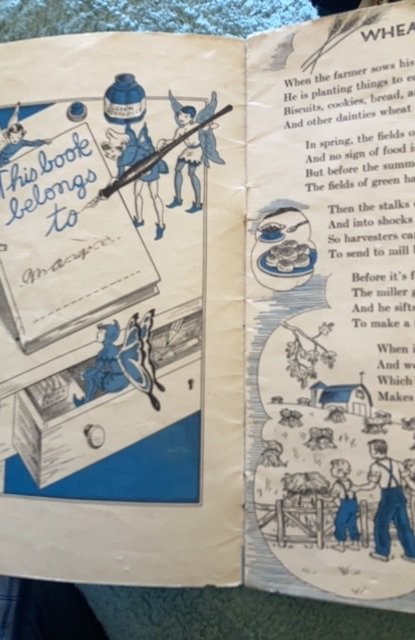 This book
belongs
to
WHEA
When the farmer sows his
He is planting things to e
Biscuits, cookies, bread, a
And other dainties wheat
In spring, the fields
And no sign of food i
But before the summ
The fields of green ha
Then the stalks
And into shocks
So harvesters ca
To send to mill
Before it's
The miller g
And he sifts
To make a
When i
And we
Which
Makes